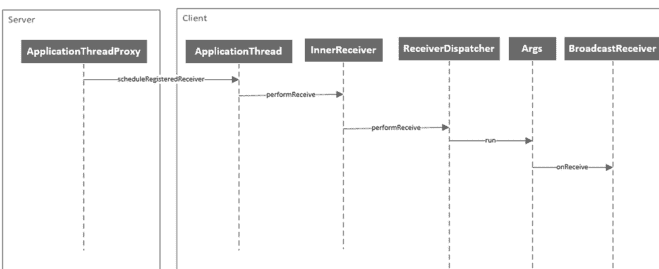 Server
Client
ApplicationThreadProxy
ApplicationThread
InnerReceiver
ReceiverDispatcher
Args
BroadcastReceiver
scheduleRegisteredReceiver
performReceive
performReceive
run
onReceive